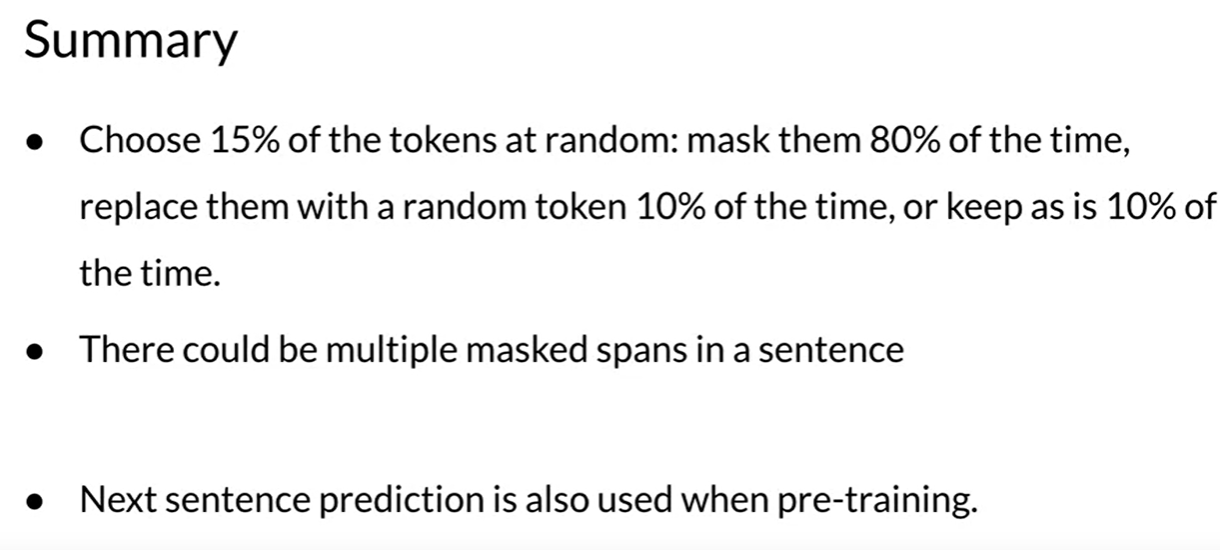 Summary
● Choose 15% of the tokens at random: mask them 80% of the time,
replace them with a random token 10% of the time, or keep as is 10% of
the time.
● There could be multiple masked spans in a sentence
● Next sentence prediction is also used when pre-training.